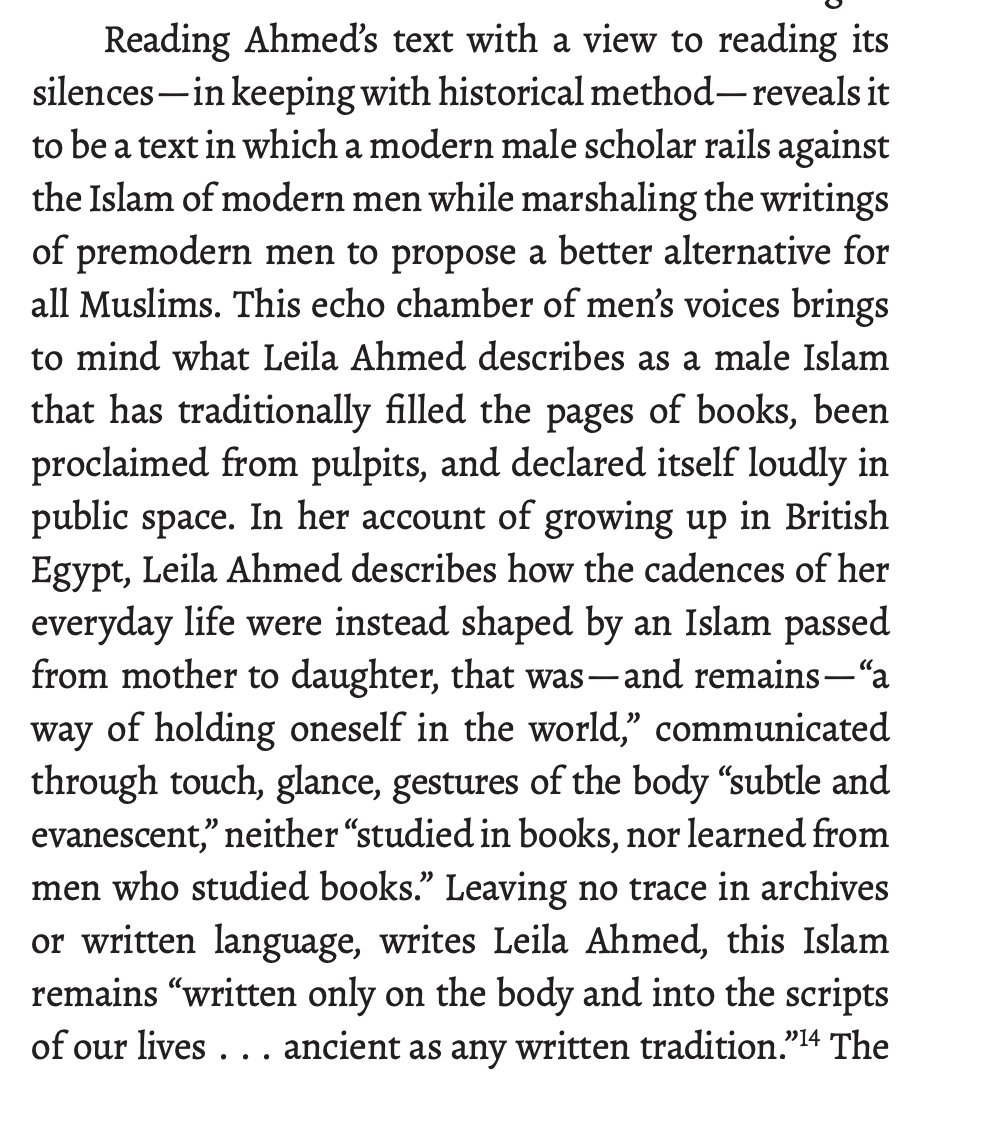 Reading Ahmed’s text with a view to reading its
silences—in keeping with historical method—reveals it
to be a text in which a modern male scholar rails against
the Islam of modern men while marshaling the writings
of premodern men to propose a better alternative for
all Muslims. This echo chamber of men’s voices brings
to mind what Leila Ahmed describes as a male Islam
that has traditionally filled the pages of books, been
proclaimed from pulpits, and declared itself loudly in
public space. In her account of growing up in British
Egypt, Leila Ahmed describes how the cadences of her
everyday life were instead shaped by an Islam passed
from mother to daughter, that was—and remains—“a
way of holding oneself in the world,” communicated
through touch, glance, gestures of the body “subtle and
evanescent,” neither “studied in books, nor learned from
men who studied books.” Leaving no trace in archives
or written language, writes Leila Ahmed, this Islam
remains “written only on the body and into the scripts
of our lives . . . ancient as any written tradition.”14 The